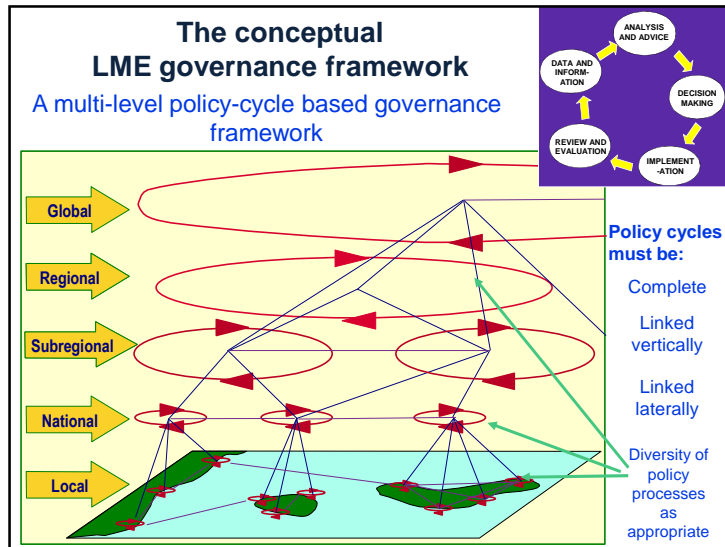 The conceptual
LME governance framework
A multi-level policy-cycle based governance
framework
ANALYSIS
AND ADVICE
DATA AND
INFORM-
ATION
DECISION
MAKING
REVIEW AND
EVALUATION
IMPLEMENT
-ATION
Global
Regional
Subregional
National
Local
Policy cycles
must be:
Complete
Linked
vertically
Linked
laterally
Diversity of
policy
processes
as
appropriate